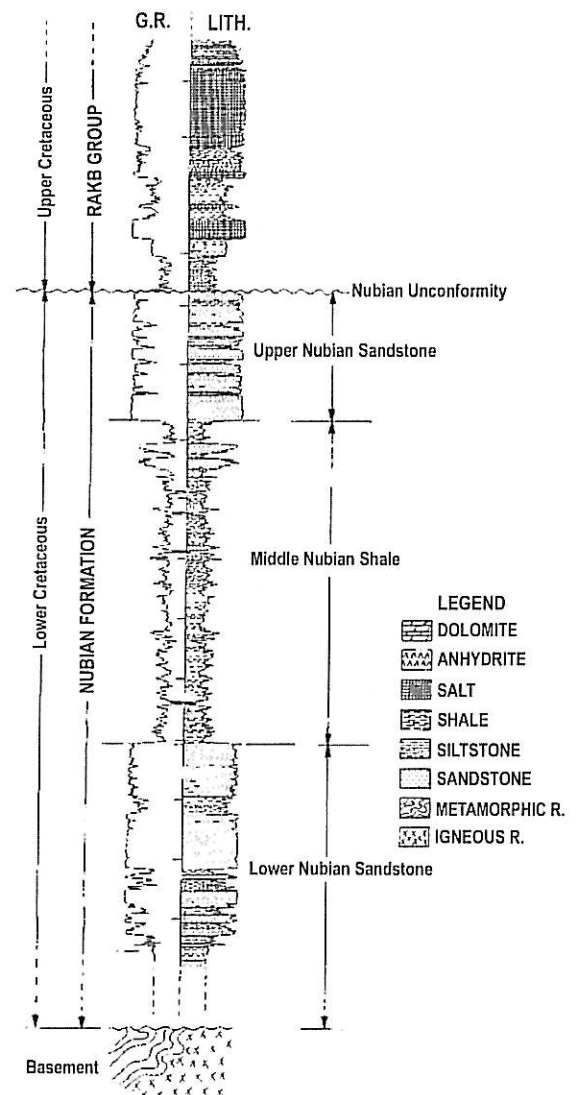 G.R.
LITH.
Upper Cretaceous
RAKB GROUP
Nubian Unconformity
Upper Nubian Sandstone
Lower Cretaceous
NUBIAN FORMATION
Middle Nubian Shale
LEGEND
DOLOMITE
ANHYDRITE
SALT
SHALE
SILTSTONE
SANDSTONE
METAMORPHIC R.
IGNEOUS R.
Lower Nubian Sandstone
Basement